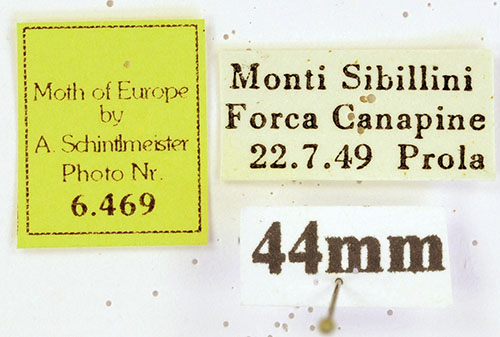 Moth of Europe
by
A. Schintlmeister
Photo Nr.
6.469
Monti Sibillini
Forca Canapine
22.7.49 Prola
44mm